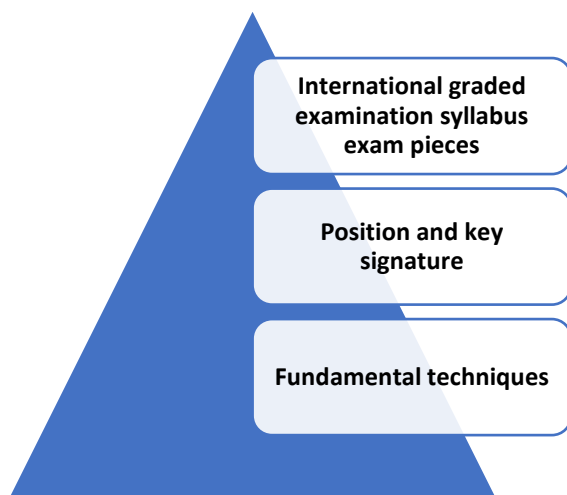 International graded
examination syllabus
exam pieces
Position and key
signature
Fundamental techniques